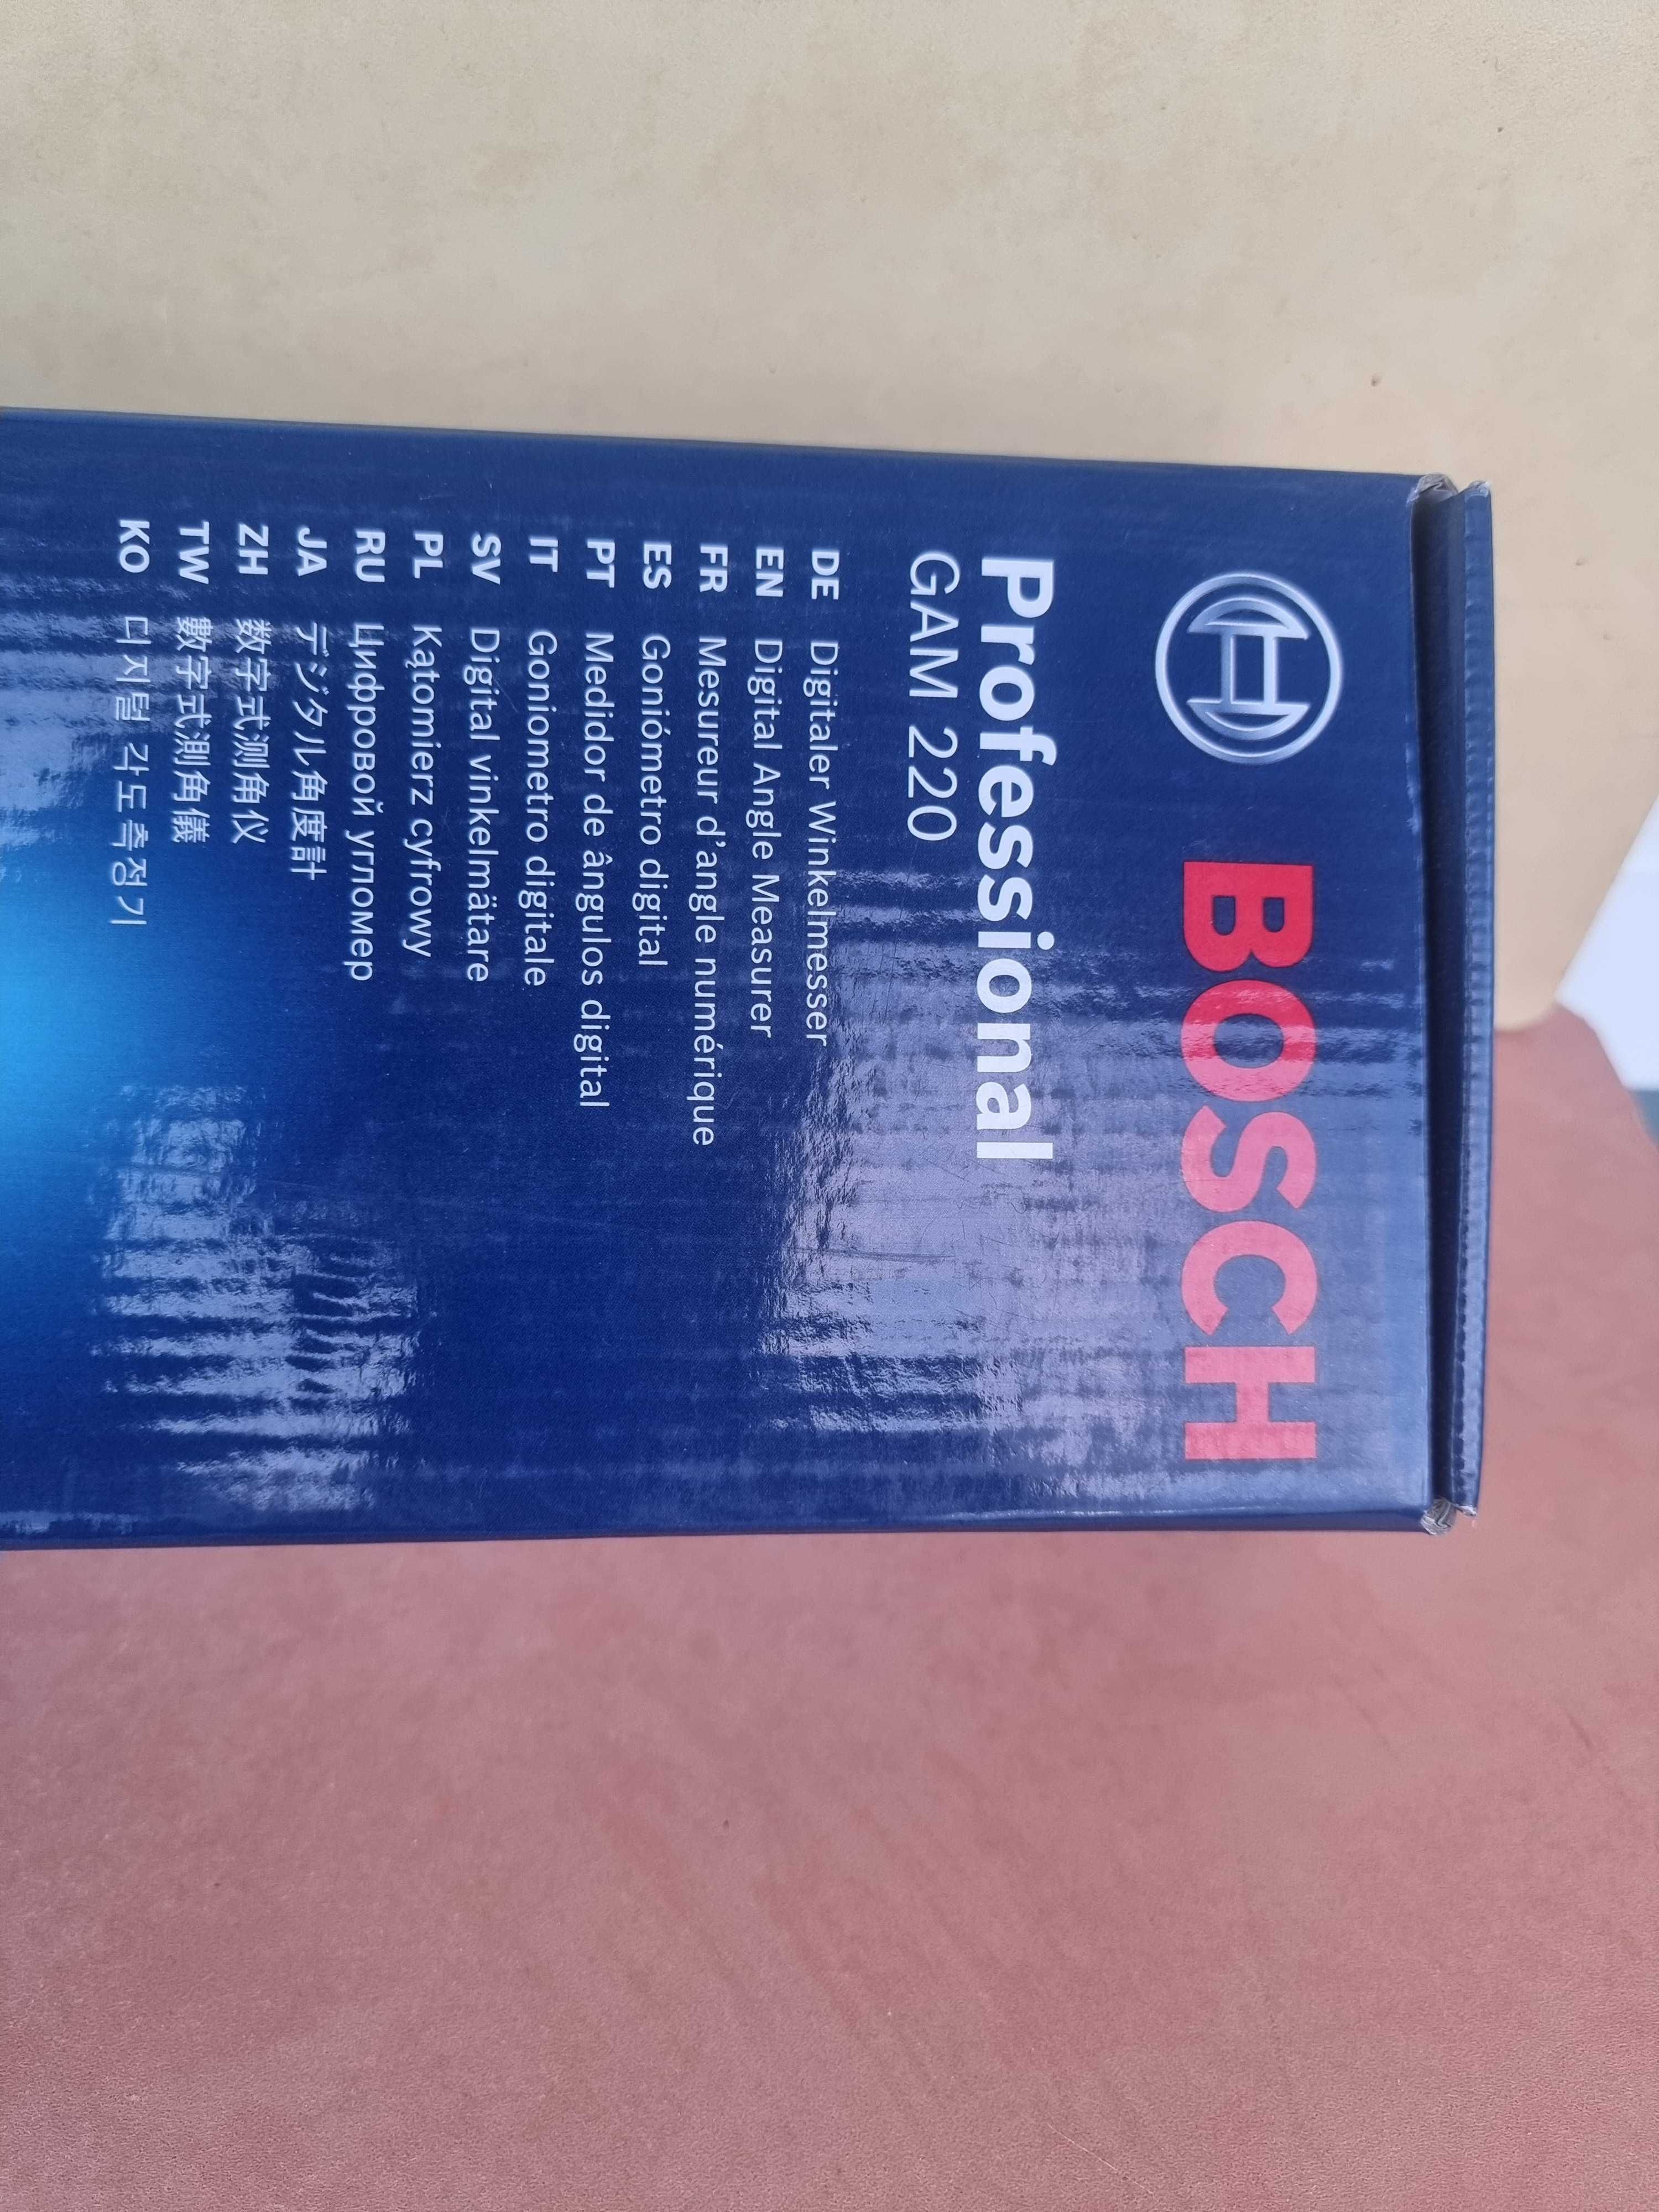 BOSCH
Professional
GAM 220
DE Digitaler Winkelmesser
EN Digital Angle Measurer
FR Mesureur d'angle numérique
ES Goniómetro digital
PT Medidor de ângulos digital
IT Goniometro digitale
SV Digital vinkelmätare
PL Kątomierz cyfrowy
RU Цифровой угломер
JA デジタル角度計
ZH 数字式测角仪
TW 數字式測角儀
KO 디지털 각도 측정기